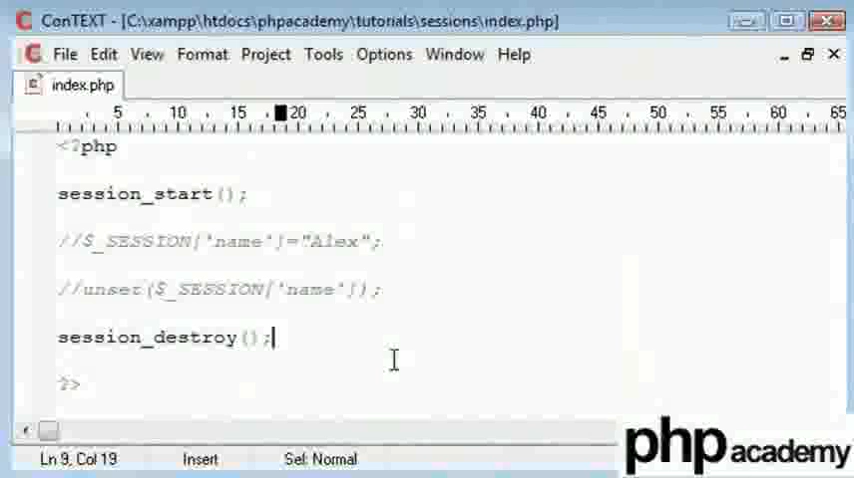 ConTEXT - [C:\xampp\htdocs\phpacademy\tutorials\sessions\index.php]
File Edit View Format Project Tools Options Window Help
index.php
5 10 15 20 25 30 35 40 45 50 55 60 65
<?php
session_start();
//$_SESSION['name']="Alex";
//unset($_SESSION['name']);
session_destroy();
?>
Ln 9, Col 19 Insert Sel: Normal
php academy